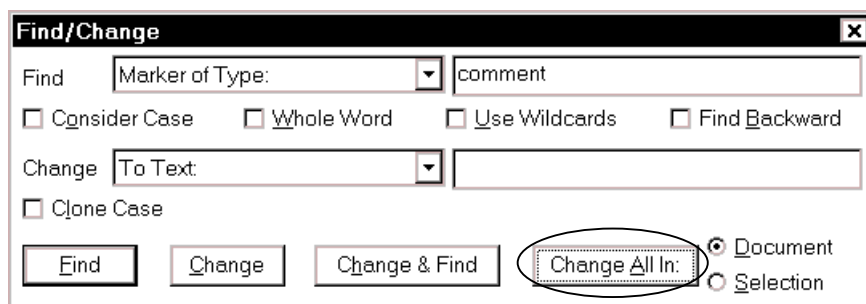 Find/Change
Find Marker of Type: comment
Consider Case Whole Word Use Wildcards Find Backward
Change To Text:
Clone Case
Find Change Change & Find Change All In: Document
Selection